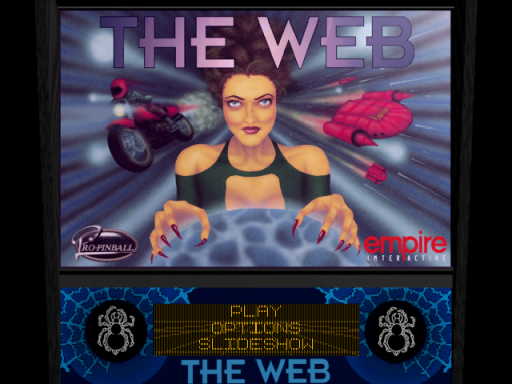 THE WEB
PRO-PINBALL
empire
INTERACTIVE
PLAY
OPTIONS
SLIDESHOW
THE WEB